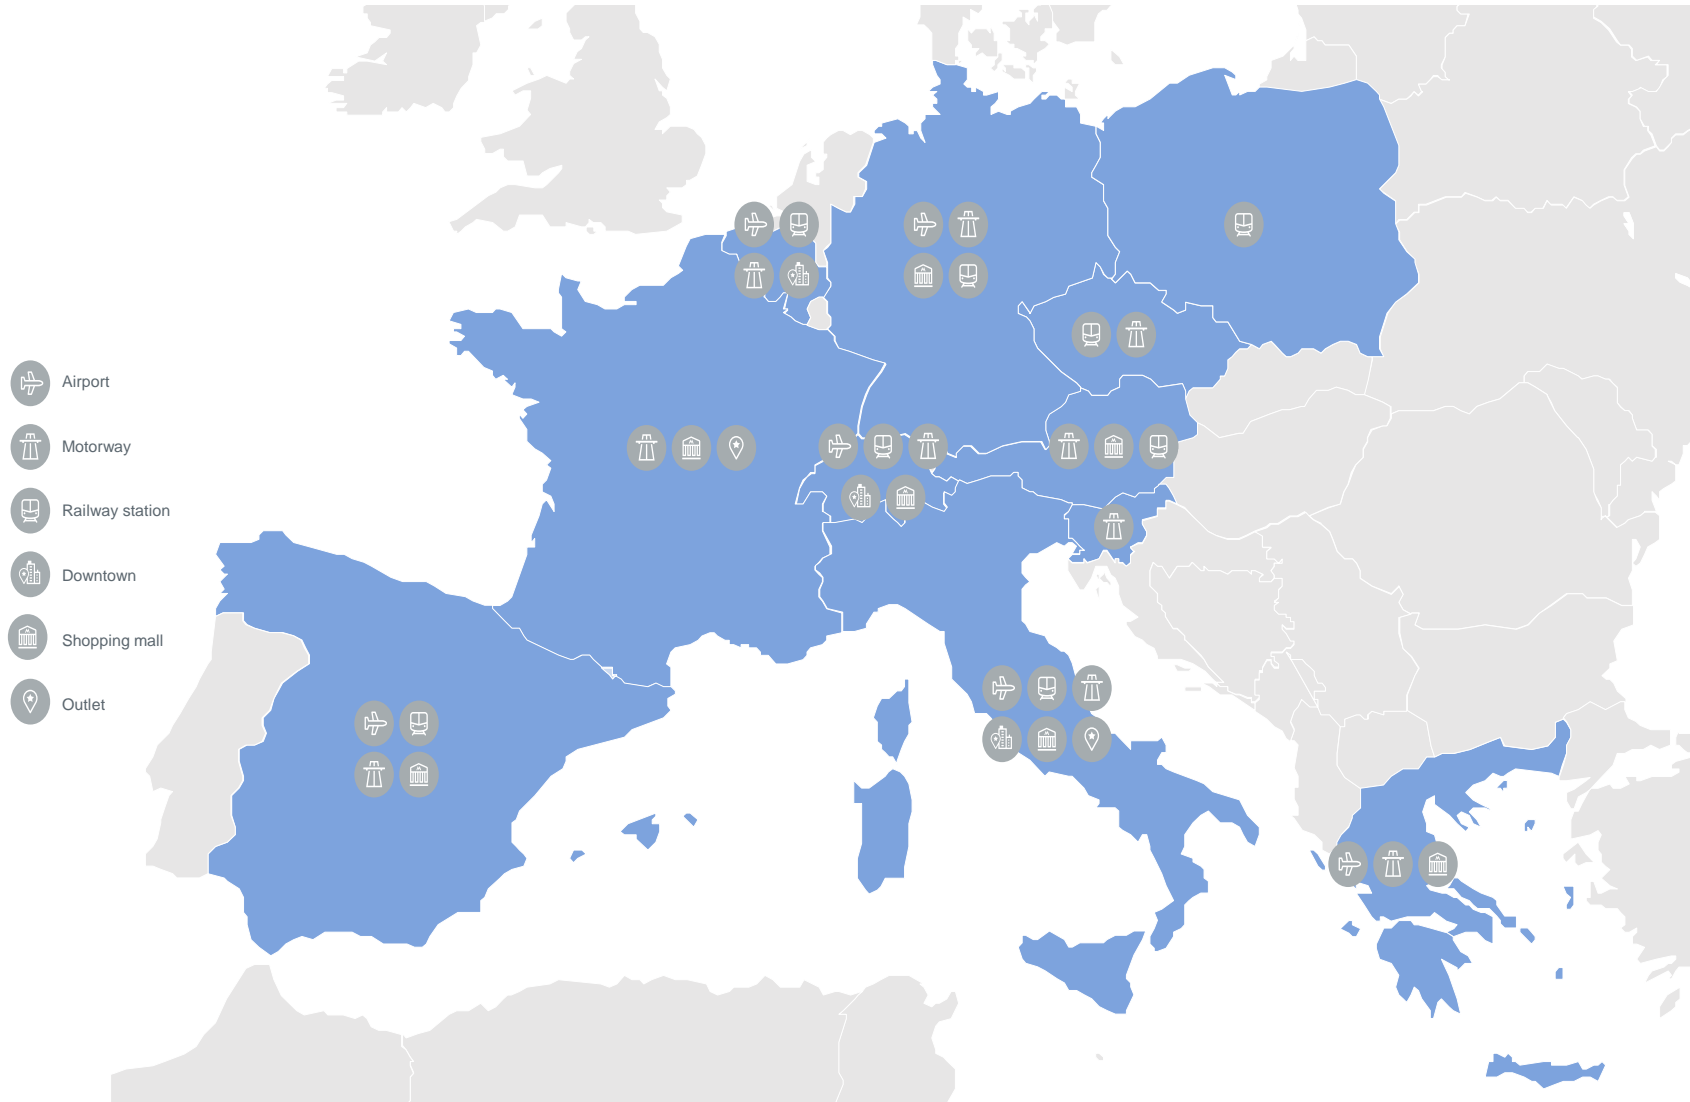 Airport
Motorway
Railway station
Downtown
Shopping mall
Outlet